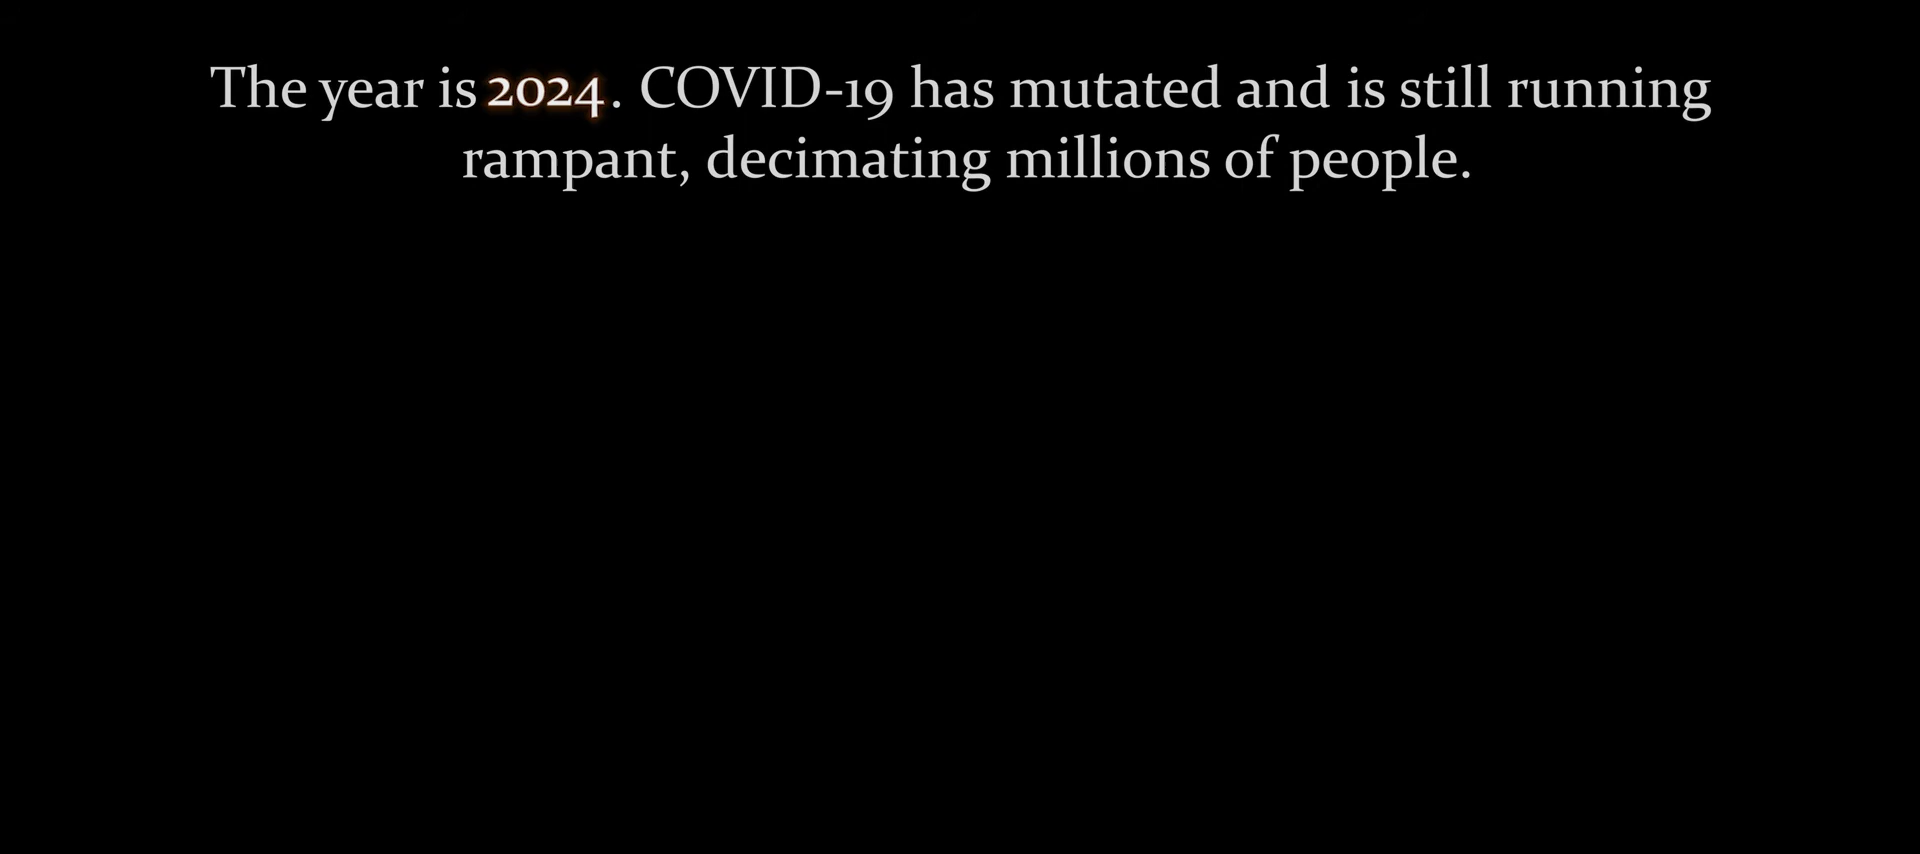 The year is 2024. COVID-19 has mutated and is still running
rampant, decimating millions of people.